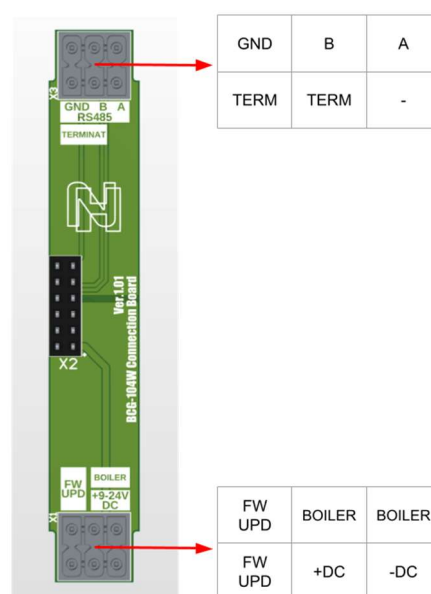 GND B A
TERM TERM -
X3
GND B A
RS485
TERMINAT
X2
Ver.1.01
BCG-104W Connection Board
FW
UPD
BOILER
+9-24V
DC
X1
FW
UPD
BOILER BOILER
FW
UPD
+DC -DC